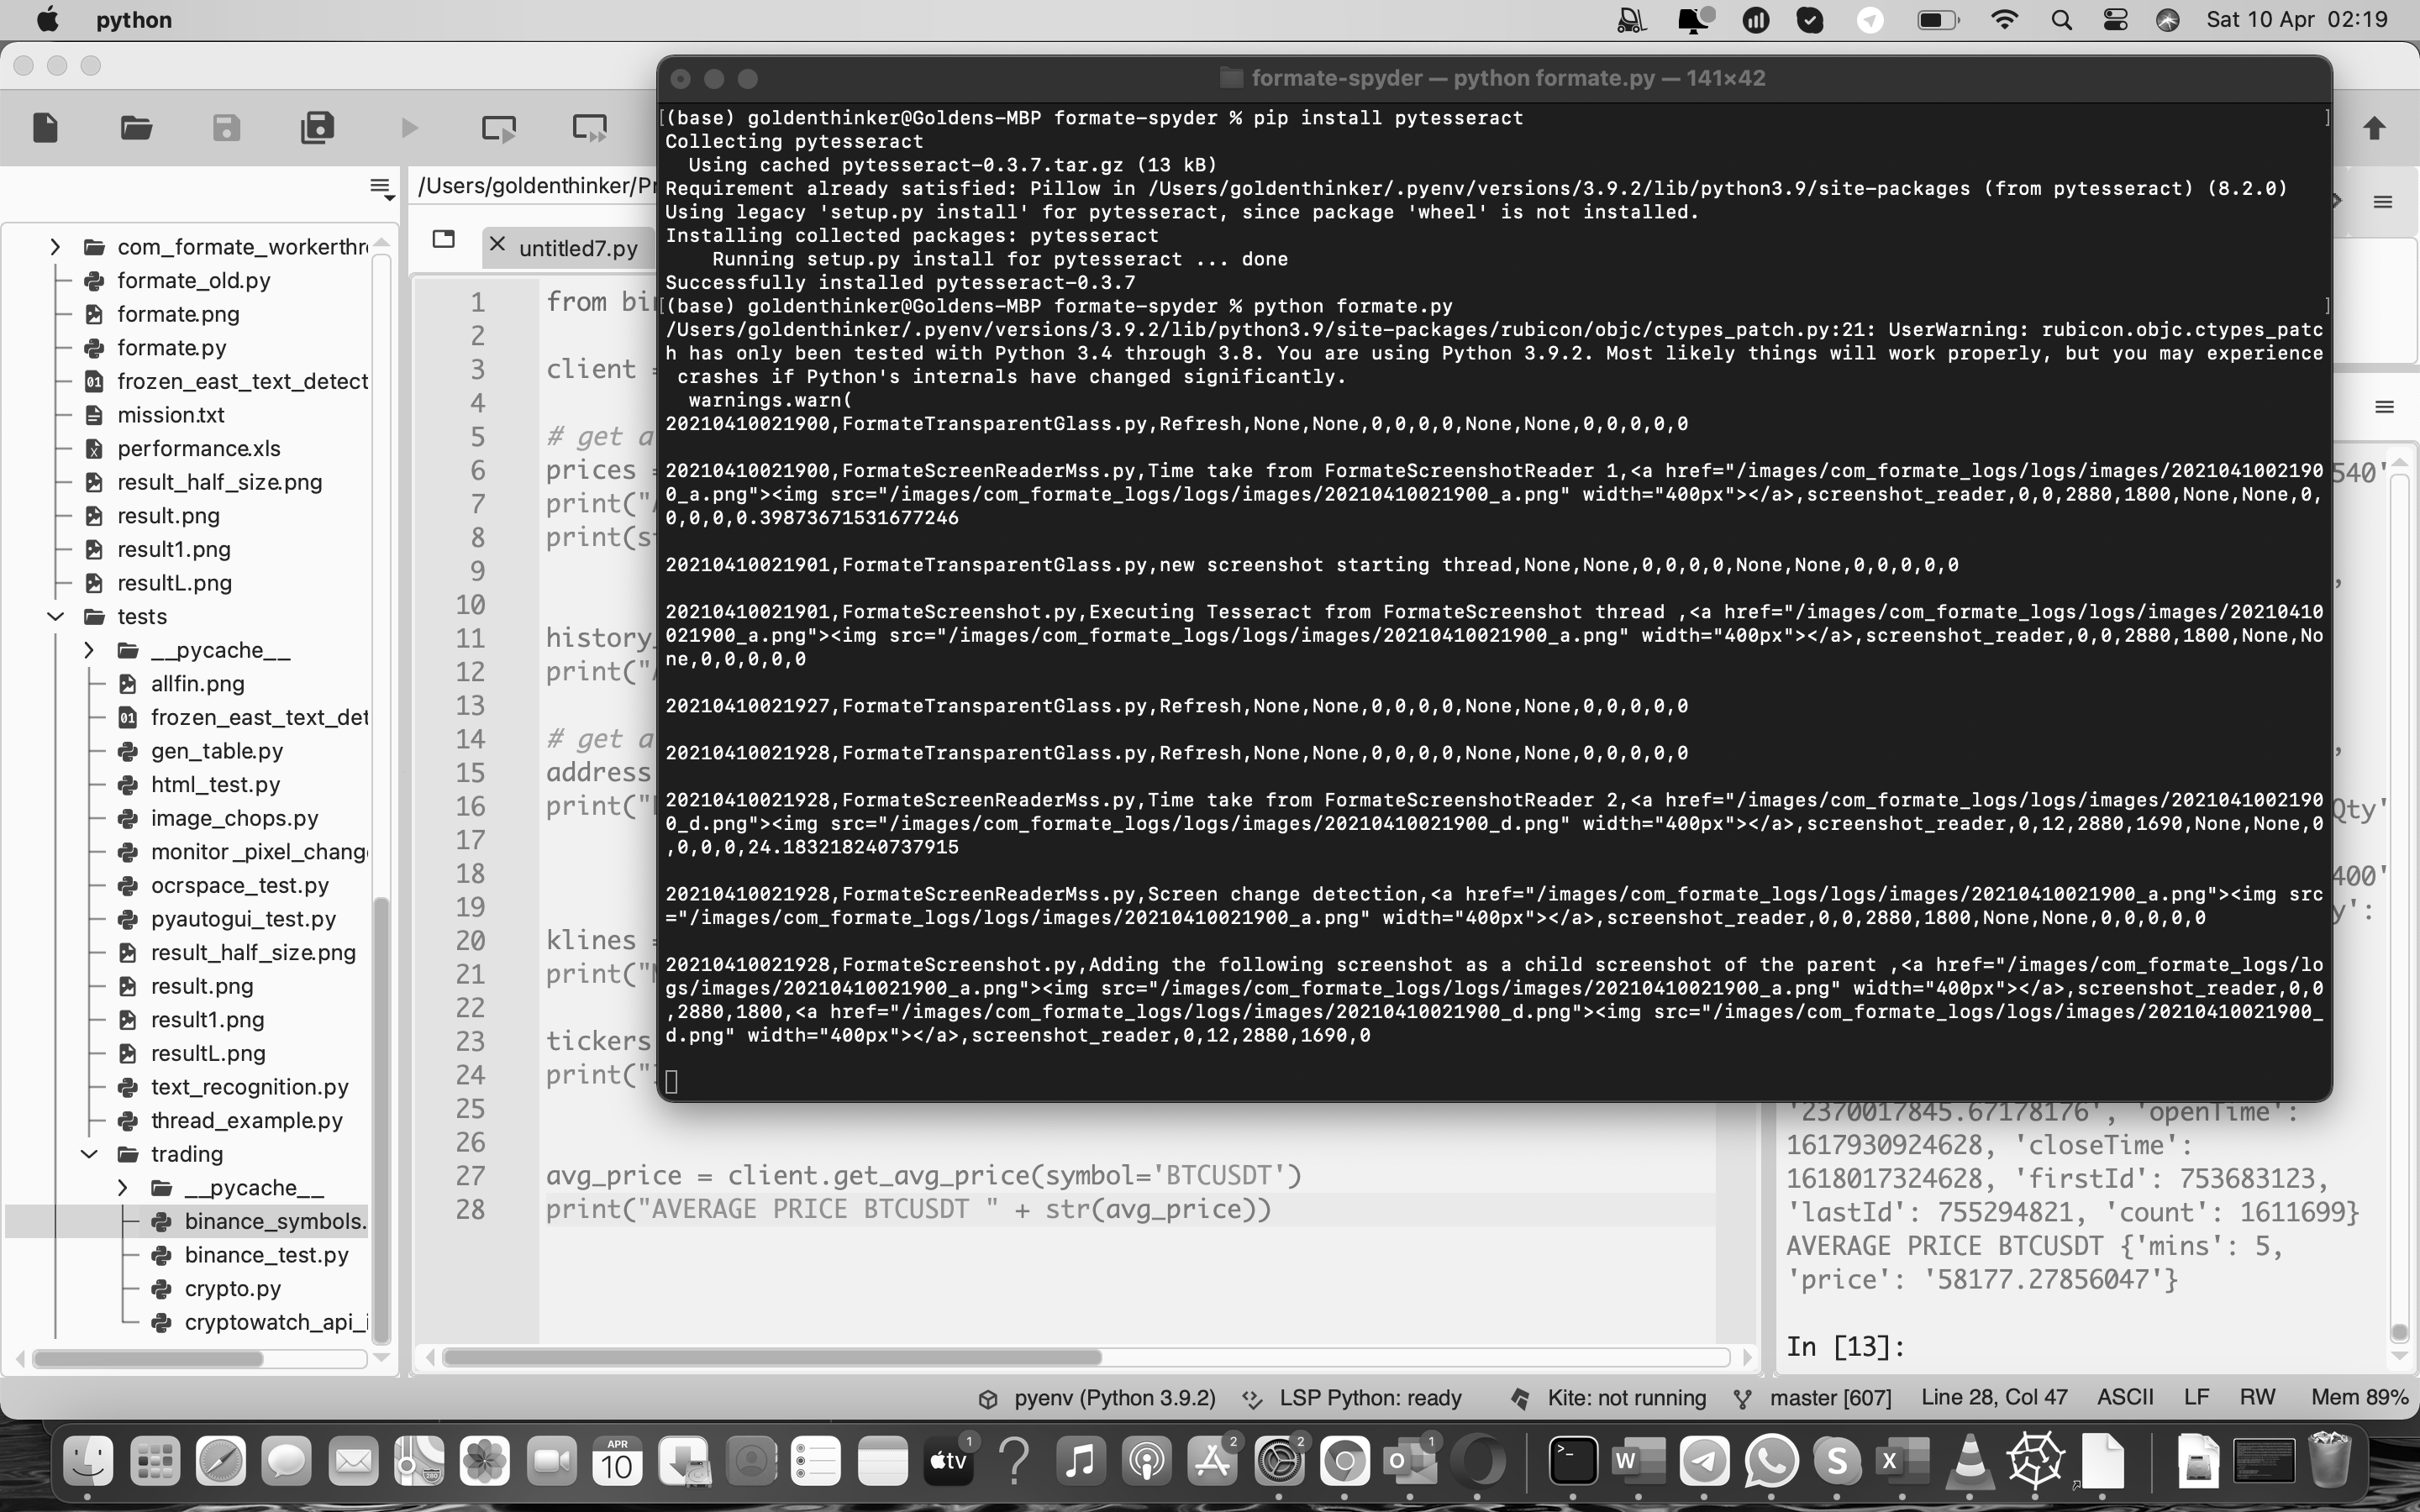 python
Sat 10 Apr 02:19
formate-spyder — python formate.py — 141×42
[(base) goldenthinker@Goldens-MBP formate-spyder % pip install pytesseract ]
Collecting pytesseract
Using cached pytesseract-0.3.7.tar.gz (13 kB)
Requirement already satisfied: Pillow in /Users/goldenthinker/.pyenv/versions/3.9.2/lib/python3.9/site-packages (from pytesseract) (8.2.0)
Using legacy 'setup.py install' for pytesseract, since package 'wheel' is not installed.
Installing collected packages: pytesseract
Running setup.py install for pytesseract ... done
Successfully installed pytesseract-0.3.7
[(base) goldenthinker@Goldens-MBP formate-spyder % python formate.py ]
/Users/goldenthinker/.pyenv/versions/3.9.2/lib/python3.9/site-packages/rubicon/objc/ctypes_patch.py:21: UserWarning: rubicon.objc.ctypes_patc
h has only been tested with Python 3.4 through 3.8. You are using Python 3.9.2. Most likely things will work properly, but you may experience
crashes if Python's internals have changed significantly.
warnings.warn(
20210410021900,FormateTransparentGlass.py,Refresh,None,None,0,0,0,0,None,None,0,0,0,0,0
20210410021900,FormateScreenReaderMss.py,Time take from FormateScreenshotReader 1,<a href="/images/com_formate_logs/logs/images/2021041002190
0_a.png"><img src="/images/com_formate_logs/logs/images/20210410021900_a.png" width="400px"></a>,screenshot_reader,0,0,2880,1800,None,None,0,
0,0,0,0.39873671531677246
20210410021901,FormateTransparentGlass.py,new screenshot starting thread,None,None,0,0,0,0,None,None,0,0,0,0,0
20210410021901,FormateScreenshot.py,Executing Tesseract from FormateScreenshot thread ,<a href="/images/com_formate_logs/logs/images/20210410
021900_a.png"><img src="/images/com_formate_logs/logs/images/20210410021900_a.png" width="400px"></a>,screenshot_reader,0,0,2880,1800,None,No
ne,0,0,0,0,0
20210410021927,FormateTransparentGlass.py,Refresh,None,None,0,0,0,0,None,None,0,0,0,0,0
20210410021928,FormateTransparentGlass.py,Refresh,None,None,0,0,0,0,None,None,0,0,0,0,0
20210410021928,FormateScreenReaderMss.py,Time take from FormateScreenshotReader 2,<a href="/images/com_formate_logs/logs/images/2021041002190
0_d.png"><img src="/images/com_formate_logs/logs/images/20210410021900_d.png" width="400px"></a>,screenshot_reader,0,12,2880,1690,None,None,0
,0,0,0,24.183218240737915
20210410021928,FormateScreenReaderMss.py,Screen change detection,<a href="/images/com_formate_logs/logs/images/20210410021900_a.png"><img src
="/images/com_formate_logs/logs/images/20210410021900_a.png" width="400px"></a>,screenshot_reader,0,0,2880,1800,None,None,0,0,0,0,0
20210410021928,FormateScreenshot.py,Adding the following screenshot as a child screenshot of the parent ,<a href="/images/com_formate_logs/lo
gs/images/20210410021900_a.png"><img src="/images/com_formate_logs/logs/images/20210410021900_a.png" width="400px"></a>,screenshot_reader,0,0
,2880,1800,<a href="/images/com_formate_logs/logs/images/20210410021900_d.png"><img src="/images/com_formate_logs/logs/images/20210410021900_
d.png" width="400px"></a>,screenshot_reader,0,12,2880,1690,0
com_formate_workerthr
formate_old.py
formate.png
formate.py
frozen_east_text_detect
mission.txt
performance.xls
result_half_size.png
result.png
result1.png
resultL.png
tests
__pycache__
allfin.png
frozen_east_text_det
gen_table.py
html_test.py
image_chops.py
monitor_pixel_chang
ocrspace_test.py
pyautogui_test.py
result_half_size.png
result.png
result1.png
resultL.png
text_recognition.py
thread_example.py
trading
__pycache__
binance_symbols.
binance_test.py
crypto.py
cryptowatch_api_i
/Users/goldenthinker/Pr
untitled7.py
1 from bin
2
3 client =
4
5 # get a
6 prices =
7 print("A
8 print(st
9
10
11 history_
12 print("A
13
14 # get a
15 address
16 print("
17
18
19
20 klines =
21 print("M
22
23 tickers
24 print("
25
26
27 avg_price = client.get_avg_price(symbol='BTCUSDT')
28 print("AVERAGE PRICE BTCUSDT " + str(avg_price))
540'
,
,
Qty'
400'
y':
'2370017845.67178176', 'openTime':
1617930924628, 'closeTime':
1618017324628, 'firstId': 753683123,
'lastId': 755294821, 'count': 1611699}
AVERAGE PRICE BTCUSDT {'mins': 5,
'price': '58177.27856047'}
In [13]:
pyenv (Python 3.9.2) LSP Python: ready Kite: not running master [607] Line 28, Col 47 ASCII LF RW Mem 89%
APR
10
280
tv
1
2
2
1
W
O
S
X